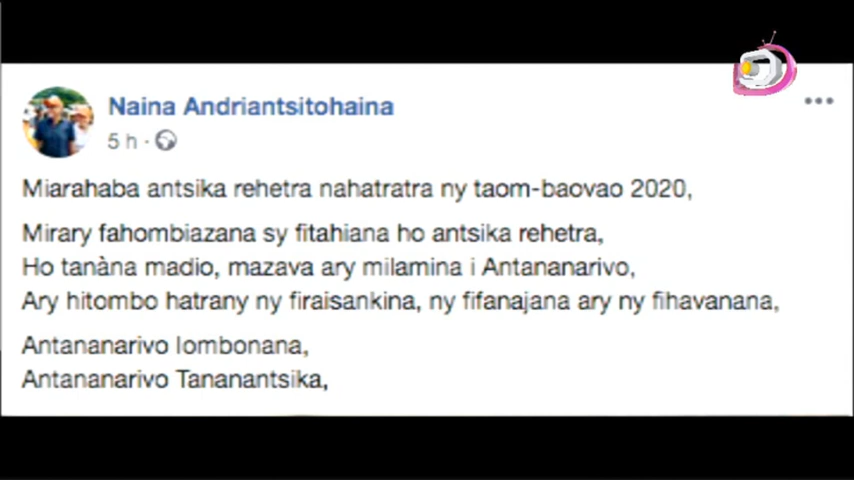 Naina Andriantsitohaina
5 h ·
Miarahaba antsika rehetra nahatratra ny taom-baovao 2020,
Mirary fahombiazana sy fitahiana ho antsika rehetra,
Ho tanàna madio, mazava ary milamina i Antananarivo,
Ary hitombo hatrany ny firaisankina, ny fifanajana ary ny fihavanana,
Antananarivo Iombonana,
Antananarivo Tananantsika,